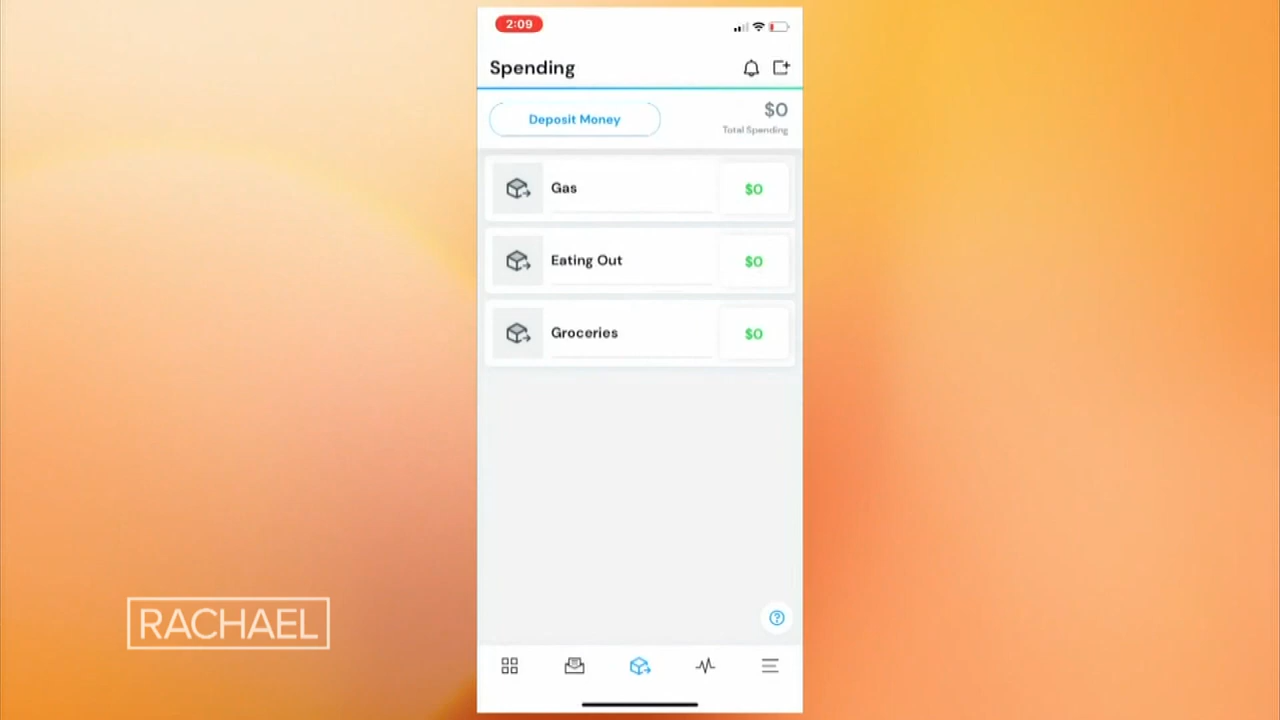 2:09
Spending
Deposit Money
$0
Total Spending
Gas
$0
Eating Out
$0
Groceries
$0
?
RACHAEL